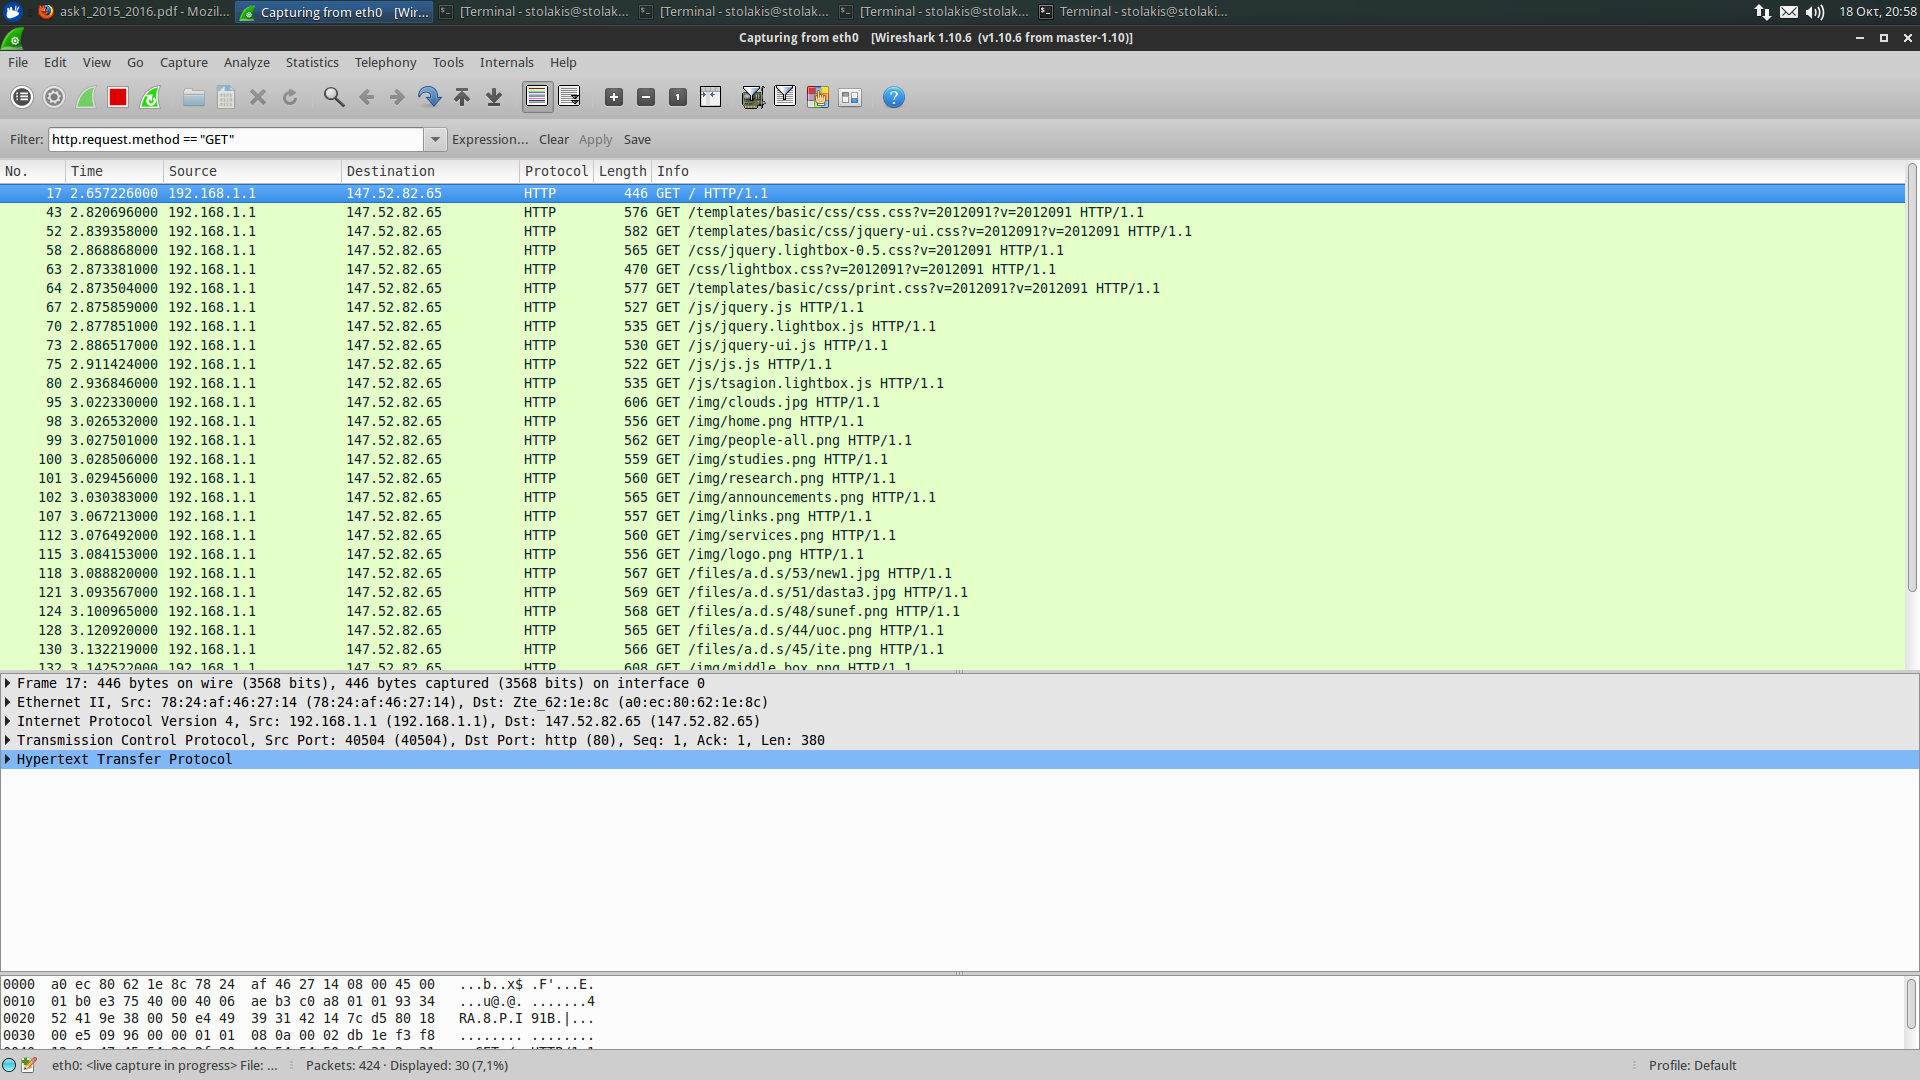 ask1_2015_2016.pdf - Mozil... Capturing from eth0 [Wir... [Terminal - stolakis@stolak... [Terminal - stolakis@stolak... [Terminal - stolakis@stolak... Terminal - stolakis@stolaki... 18 Οκτ, 20:58
Capturing from eth0 [Wireshark 1.10.6 (v1.10.6 from master-1.10)]
File Edit View Go Capture Analyze Statistics Telephony Tools Internals Help
Filter: http.request.method == "GET" Expression... Clear Apply Save
No. Time Source Destination Protocol Length Info
17 2.657226000 192.168.1.1 147.52.82.65 HTTP 446 GET / HTTP/1.1
43 2.820696000 192.168.1.1 147.52.82.65 HTTP 576 GET /templates/basic/css/css.css?v=2012091?v=2012091 HTTP/1.1
52 2.839358000 192.168.1.1 147.52.82.65 HTTP 582 GET /templates/basic/css/jquery-ui.css?v=2012091?v=2012091 HTTP/1.1
58 2.868868000 192.168.1.1 147.52.82.65 HTTP 565 GET /css/jquery.lightbox-0.5.css?v=2012091 HTTP/1.1
63 2.873381000 192.168.1.1 147.52.82.65 HTTP 470 GET /css/lightbox.css?v=2012091?v=2012091 HTTP/1.1
64 2.873504000 192.168.1.1 147.52.82.65 HTTP 577 GET /templates/basic/css/print.css?v=2012091?v=2012091 HTTP/1.1
67 2.875859000 192.168.1.1 147.52.82.65 HTTP 527 GET /js/jquery.js HTTP/1.1
70 2.877851000 192.168.1.1 147.52.82.65 HTTP 535 GET /js/jquery.lightbox.js HTTP/1.1
73 2.886517000 192.168.1.1 147.52.82.65 HTTP 530 GET /js/jquery-ui.js HTTP/1.1
75 2.911424000 192.168.1.1 147.52.82.65 HTTP 522 GET /js/js.js HTTP/1.1
80 2.936846000 192.168.1.1 147.52.82.65 HTTP 535 GET /js/tsagion.lightbox.js HTTP/1.1
95 3.022330000 192.168.1.1 147.52.82.65 HTTP 606 GET /img/clouds.jpg HTTP/1.1
98 3.026532000 192.168.1.1 147.52.82.65 HTTP 556 GET /img/home.png HTTP/1.1
99 3.027501000 192.168.1.1 147.52.82.65 HTTP 562 GET /img/people-all.png HTTP/1.1
100 3.028506000 192.168.1.1 147.52.82.65 HTTP 559 GET /img/studies.png HTTP/1.1
101 3.029456000 192.168.1.1 147.52.82.65 HTTP 560 GET /img/research.png HTTP/1.1
102 3.030383000 192.168.1.1 147.52.82.65 HTTP 565 GET /img/announcements.png HTTP/1.1
107 3.067213000 192.168.1.1 147.52.82.65 HTTP 557 GET /img/links.png HTTP/1.1
112 3.076492000 192.168.1.1 147.52.82.65 HTTP 560 GET /img/services.png HTTP/1.1
115 3.084153000 192.168.1.1 147.52.82.65 HTTP 556 GET /img/logo.png HTTP/1.1
118 3.088820000 192.168.1.1 147.52.82.65 HTTP 567 GET /files/a.d.s/53/new1.jpg HTTP/1.1
121 3.093567000 192.168.1.1 147.52.82.65 HTTP 569 GET /files/a.d.s/51/dasta3.jpg HTTP/1.1
124 3.100965000 192.168.1.1 147.52.82.65 HTTP 568 GET /files/a.d.s/48/sunef.png HTTP/1.1
128 3.120920000 192.168.1.1 147.52.82.65 HTTP 565 GET /files/a.d.s/44/uoc.png HTTP/1.1
130 3.132219000 192.168.1.1 147.52.82.65 HTTP 566 GET /files/a.d.s/45/ite.png HTTP/1.1
132 3.142522000 192.168.1.1 147.52.82.65 HTTP 608 GET /img/middle_box.png HTTP/1.1
Frame 17: 446 bytes on wire (3568 bits), 446 bytes captured (3568 bits) on interface 0
Ethernet II, Src: 78:24:af:46:27:14 (78:24:af:46:27:14), Dst: Zte_62:1e:8c (a0:ec:80:62:1e:8c)
Internet Protocol Version 4, Src: 192.168.1.1 (192.168.1.1), Dst: 147.52.82.65 (147.52.82.65)
Transmission Control Protocol, Src Port: 40504 (40504), Dst Port: http (80), Seq: 1, Ack: 1, Len: 380
Hypertext Transfer Protocol
0000 a0 ec 80 62 1e 8c 78 24 af 46 27 14 08 00 45 00 ...b..x$ .F'...E.
0010 01 b0 e3 75 40 00 40 06 ae b3 c0 a8 01 01 93 34 ...u@.@. .......4
0020 52 41 9e 38 00 50 e4 49 39 31 42 14 7c d5 80 18 RA.8.P.I 91B.|...
0030 00 e5 09 96 00 00 01 01 08 0a 00 02 db 1e f3 f8 ........ ........
eth0: <live capture in progress> File: ... Packets: 424 · Displayed: 30 (7,1%) Profile: Default